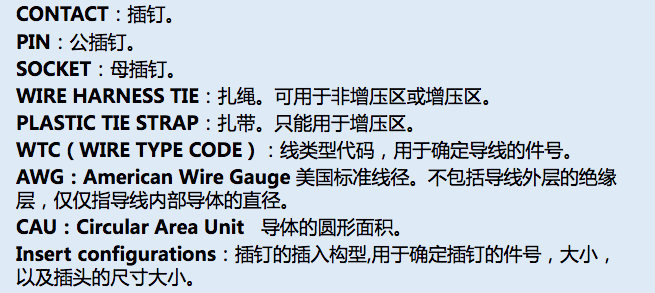 CONTACT：插钉。
PIN：公插钉。
SOCKET：母插钉。
WIRE HARNESS TIE：扎绳。可用于非增压区或增压区。
PLASTIC TIE STRAP：扎带。只能用于增压区。
WTC（WIRE TYPE CODE）：线类型代码，用于确定导线的件号。
AWG：American Wire Gauge 美国标准线径。不包括导线外层的绝缘
层，仅仅指导线内部导体的直径。
CAU：Circular Area Unit 导体的圆形面积。
Insert configurations：插钉的插入构型,用于确定插钉的件号，大小，
以及插头的尺寸大小。